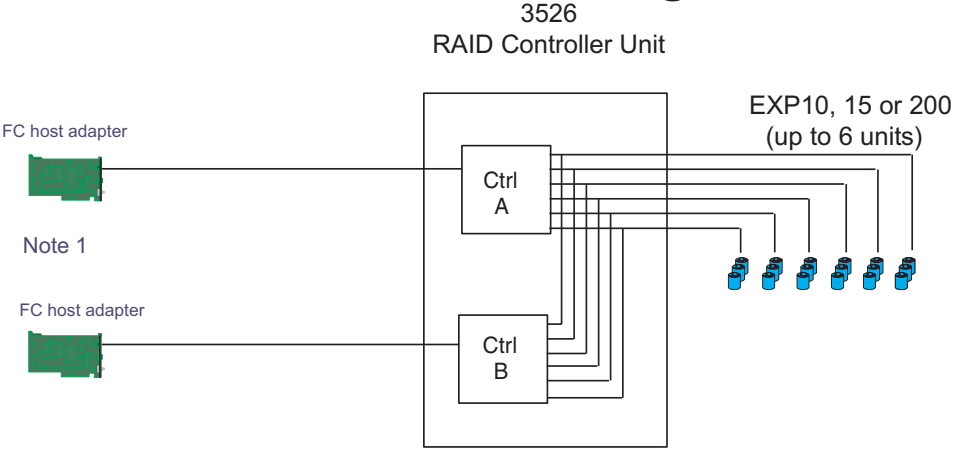 3526
RAID Controller Unit
EXP10, 15 or 200
(up to 6 units)
FC host adapter
Ctrl
A
Note 1
FC host adapter
Ctrl
B